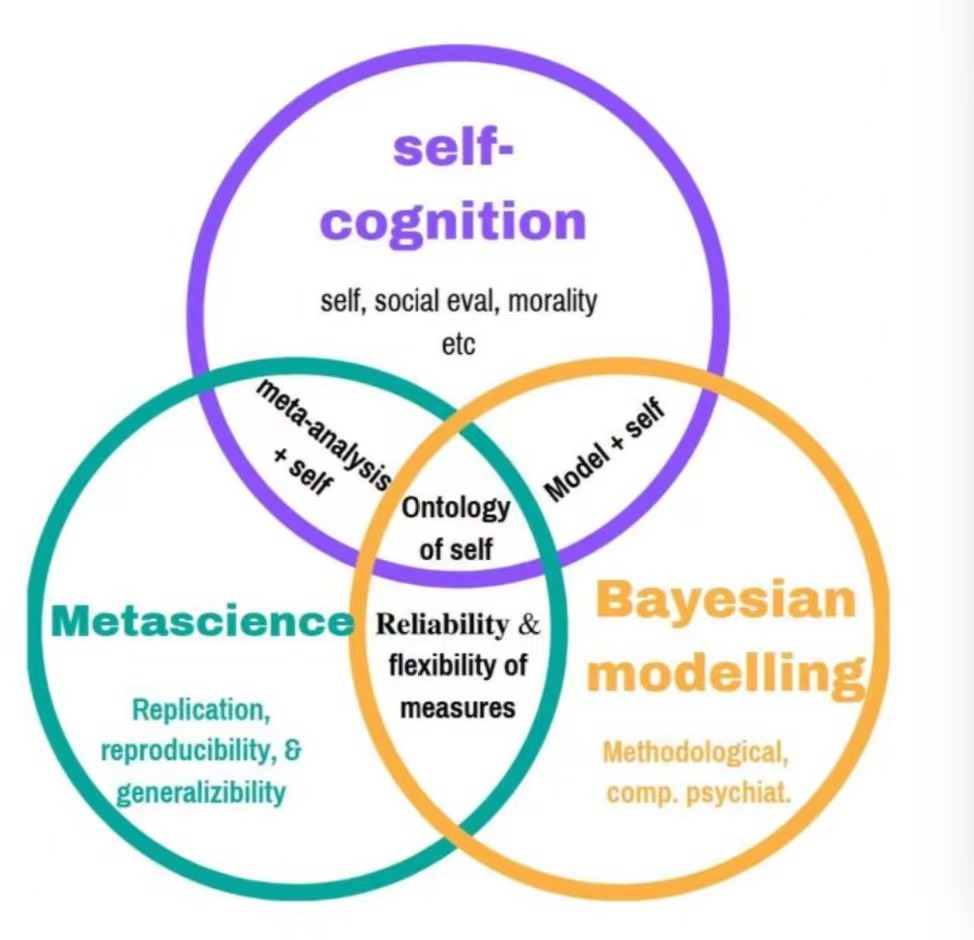 self-
cognition
self, social eval, morality
etc
meta-analysis
+ self
Model + self
Ontology
of self
Metascience
Replication,
reproducibility, &
generalizibility
Reliability &
flexibility of
measures
Bayesian
modelling
Methodological,
comp. psychiat.